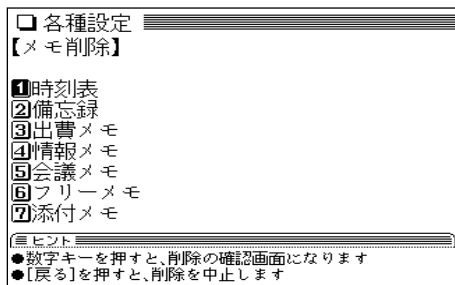 各種設定
【メモ削除】
1時刻表
2備忘録
3出費メモ
4情報メモ
5会議メモ
6フリーメモ
7添付メモ
ヒント
●数字キーを押すと、削除の確認画面になります
●[戻る]を押すと、削除を中止します